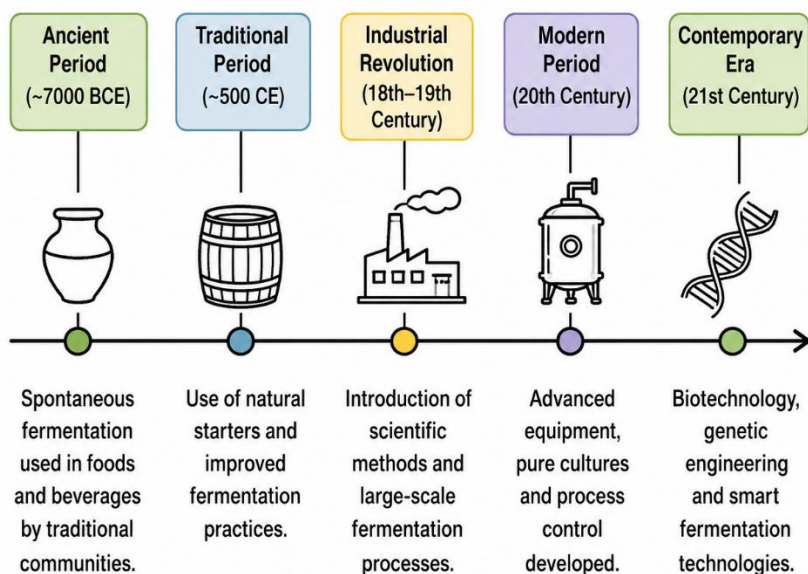 Ancient
Period
(~7000 BCE)
Traditional
Period
(~500 CE)
Industrial
Revolution
(18th–19th
Century)
Modern
Period
(20th Century)
Contemporary
Era
(21st Century)
Spontaneous
fermentation
used in foods
and beverages
by traditional
communities.
Use of natural
starters and
improved
fermentation
practices.
Introduction of
scientific
methods and
large-scale
fermentation
processes.
Advanced
equipment,
pure cultures
and process
control
developed.
Biotechnology,
genetic
engineering
and smart
fermentation
technologies.